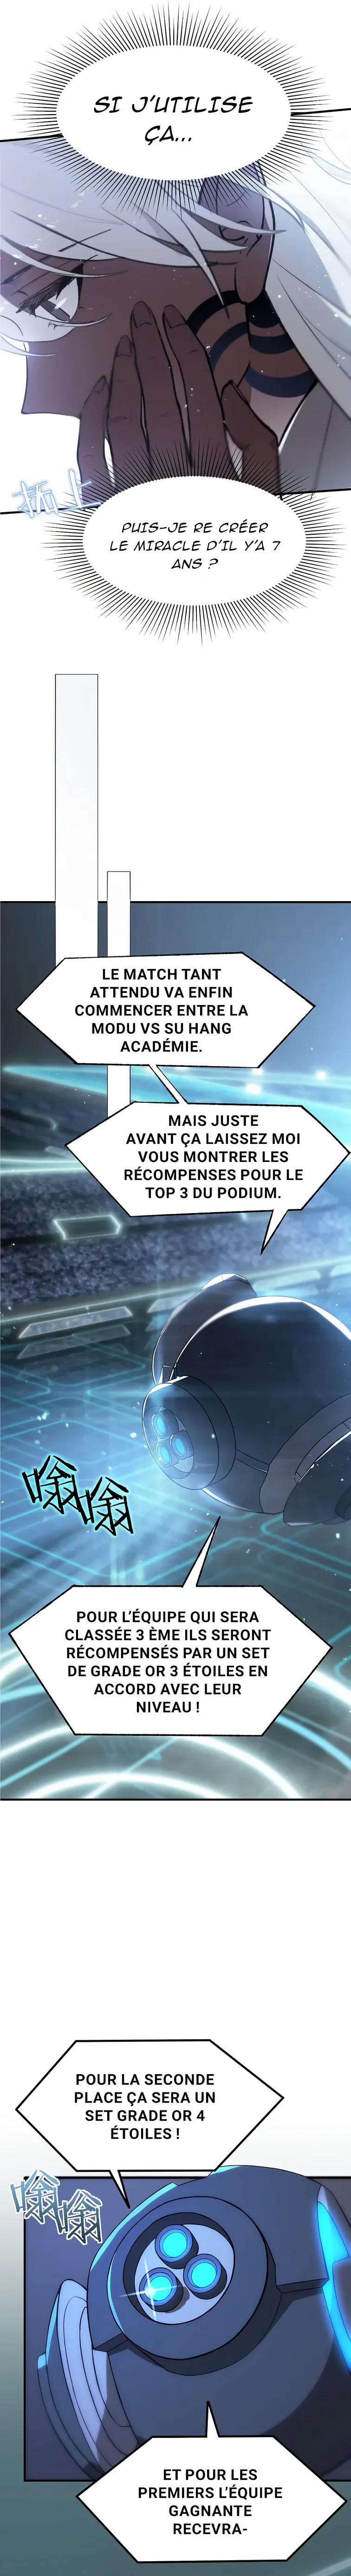 SI J'UTILISE
ÇA...
PUIS-JE RE CRÉER
LE MIRACLE D'IL Y'A 7
ANS ?
LE MATCH TANT
ATTENDU VA ENFIN
COMMENCER ENTRE LA
MODU VS SU HANG
ACADÉMIE.
MAIS JUSTE
AVANT ÇA LAISSEZ MOI
VOUS MONTRER LES
RÉCOMPENSES POUR LE
TOP 3 DU PODIUM.
嗡嗡
POUR L'ÉQUIPE QUI SERA
CLASSÉE 3 ÈME ILS SERONT
RÉCOMPENSÉS PAR UN SET
DE GRADE OR 3 ÉTOILES EN
ACCORD AVEC LEUR
NIVEAU !
POUR LA SECONDE
PLACE ÇA SERA UN
SET GRADE OR 4
ÉTOILES !
嗡嗡
ET POUR LES
PREMIERS L'ÉQUIPE
GAGNANTE
RECEVRA-